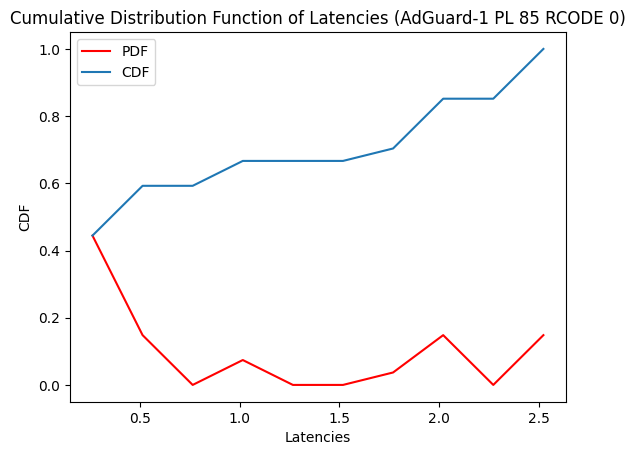 Cumulative Distribution Function of Latencies (AdGuard-1 PL 85 RCODE 0)
PDF
CDF
1.0
0.8
0.6
0.4
0.2
0.0
CDF
0.5
1.0
1.5
2.0
2.5
Latencies